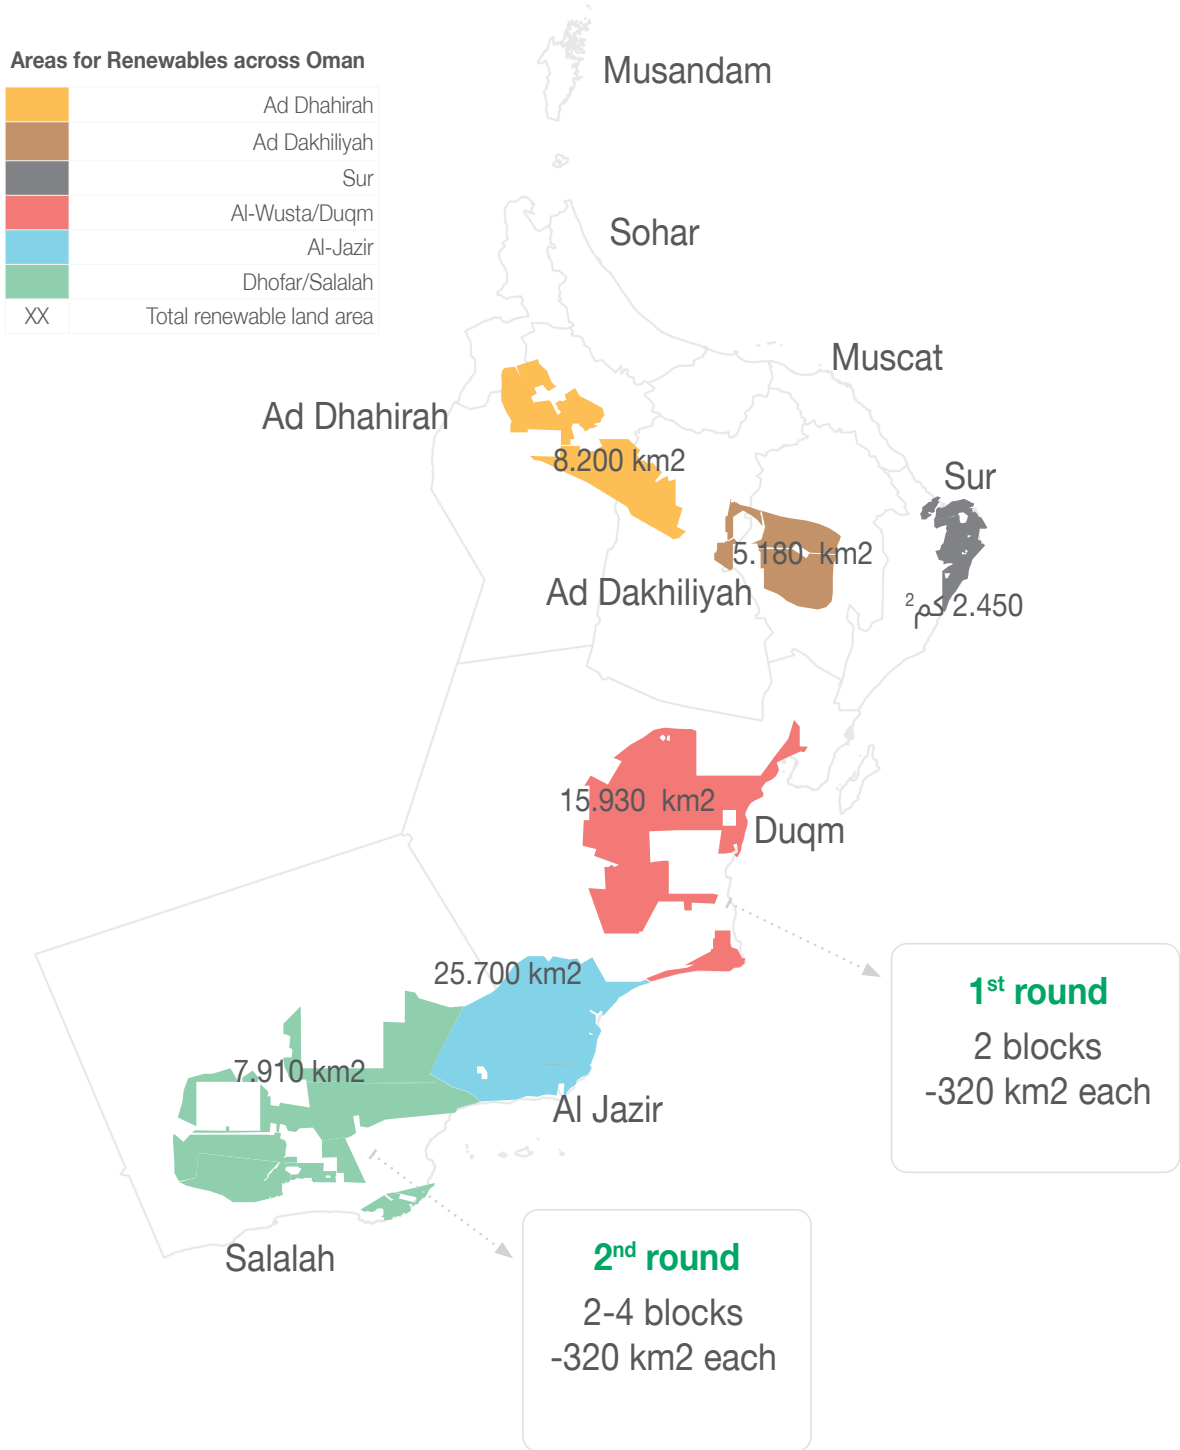 Areas for Renewables across Oman
Ad Dhahirah
Ad Dakhiliyah
Sur
Al-Wusta/Duqm
Al-Jazir
Dhofar/Salalah
XX Total renewable land area
Musandam
Sohar
Muscat
Ad Dhahirah
8.200 km2
Sur
5.180 km2
Ad Dakhiliyah
2.450 كم2
15.930 km2
Duqm
25.700 km2
1st round
2 blocks
-320 km2 each
7.910 km2
Al Jazir
Salalah
2nd round
2-4 blocks
-320 km2 each